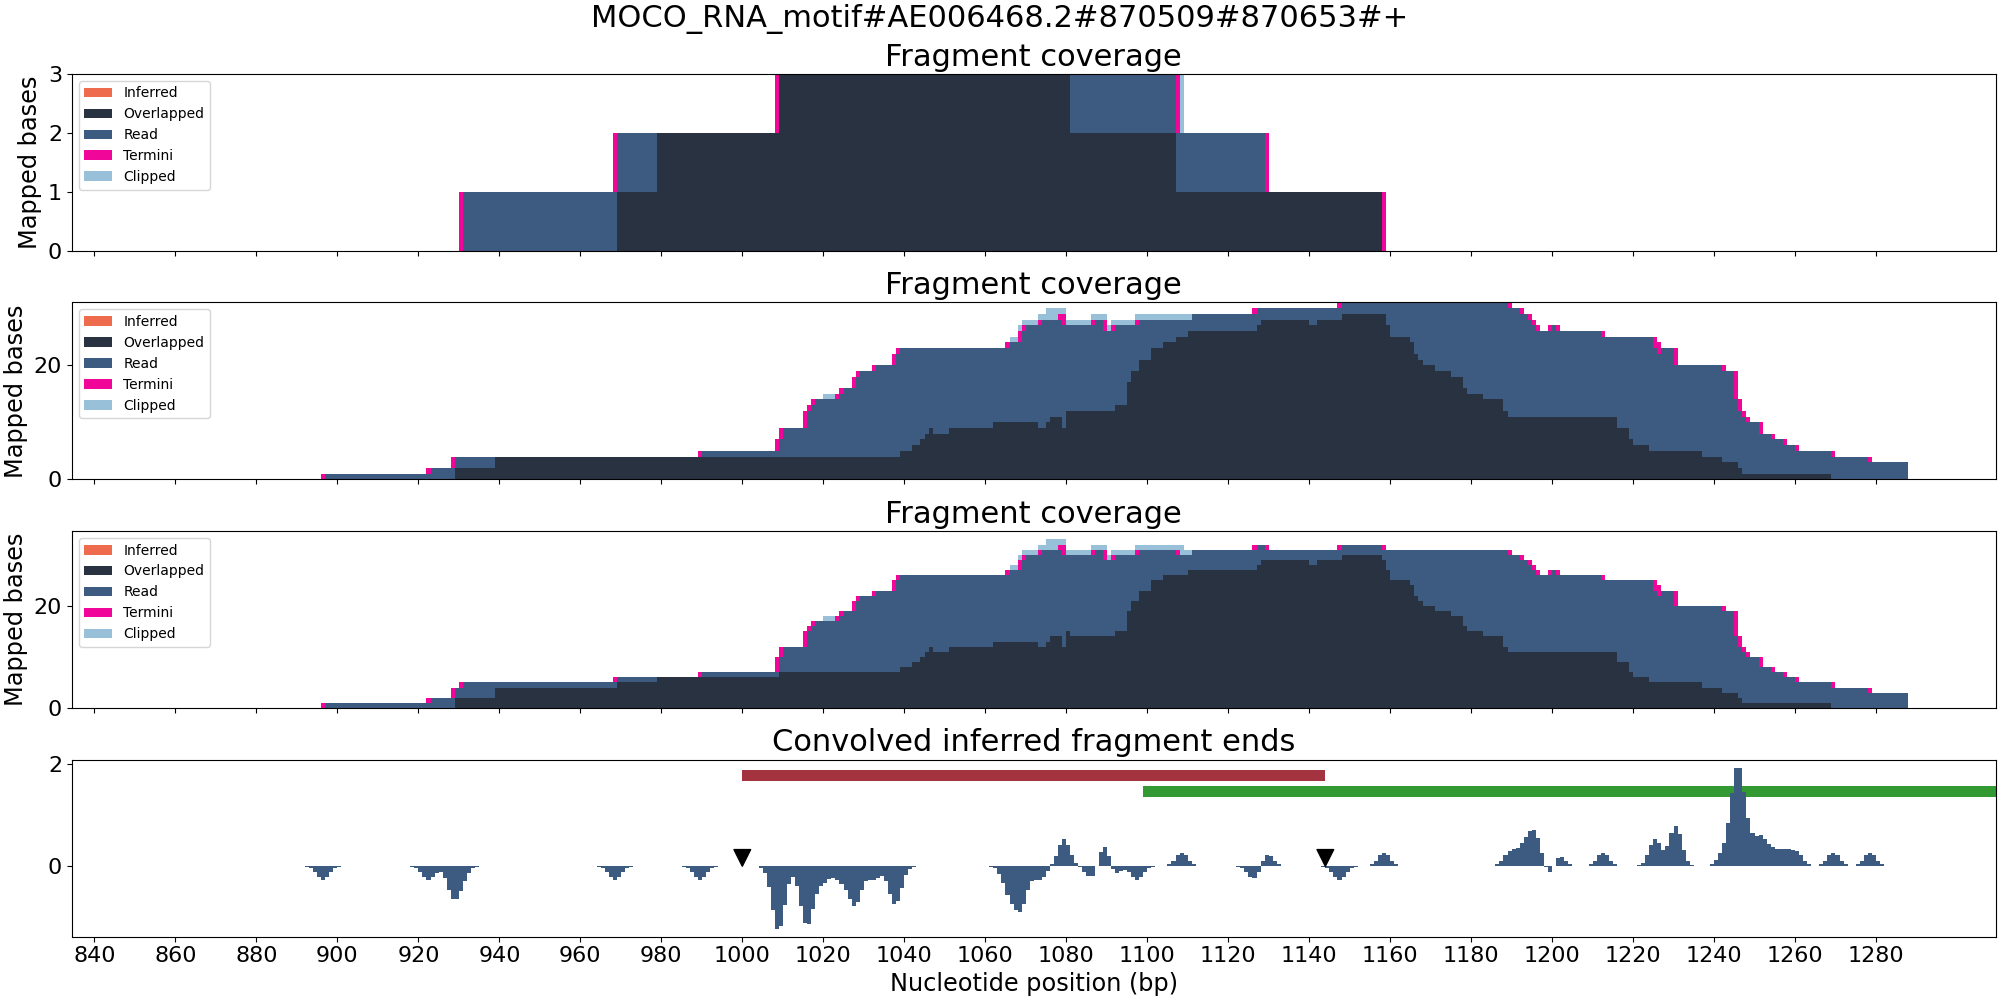 MOCO_RNA_motif#AE006468.2#870509#870653#+
Fragment coverage
Mapped bases
3
2
1
0
Inferred
Overlapped
Read
Termini
Clipped
Fragment coverage
Mapped bases
20
0
Inferred
Overlapped
Read
Termini
Clipped
Fragment coverage
Mapped bases
20
0
Inferred
Overlapped
Read
Termini
Clipped
Convolved inferred fragment ends
2
0
840 860 880 900 920 940 960 980 1000 1020 1040 1060 1080 1100 1120 1140 1160 1180 1200 1220 1240 1260 1280
Nucleotide position (bp)